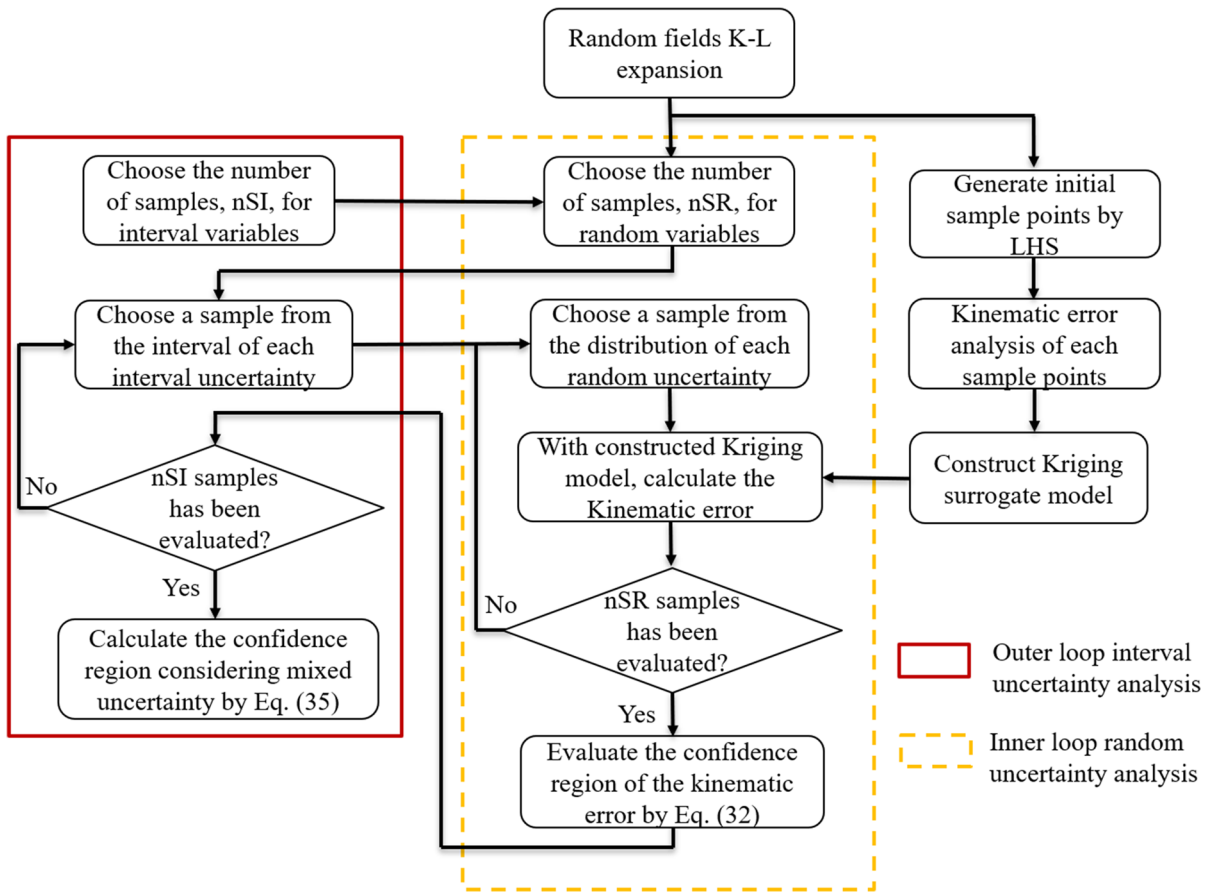 Random fields K-L
expansion
Choose the number
of samples, nSI, for
interval variables
Choose the number
of samples, nSR, for
random variables
Generate initial
sample points by
LHS
Choose a sample from
the interval of each
interval uncertainty
Choose a sample from
the distribution of each
random uncertainty
Kinematic error
analysis of each
sample points
With constructed Kriging
model, calculate the
Kinematic error
Construct Kriging
surrogate model
No
nSI samples
has been
evaluated?
Yes
No
nSR samples
has been
evaluated?
Yes
Calculate the confidence
region considering mixed
uncertainty by Eq. (35)
Evaluate the confidence
region of the kinematic
error by Eq. (32)
Outer loop interval
uncertainty analysis
Inner loop random
uncertainty analysis